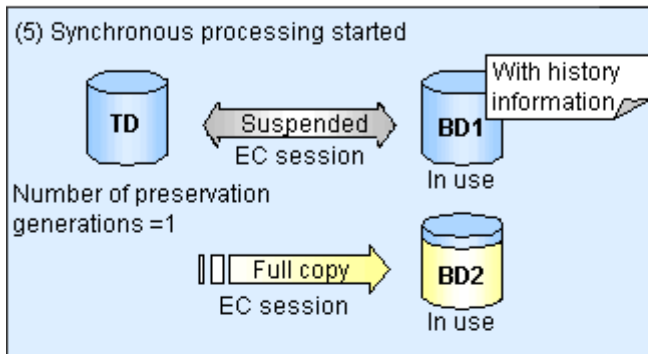 (5) Synchronous processing started
With history
information
TD
Suspended
BD1
EC session
In use
Number of preservation
generations =1
Full copy
BD2
EC session
In use